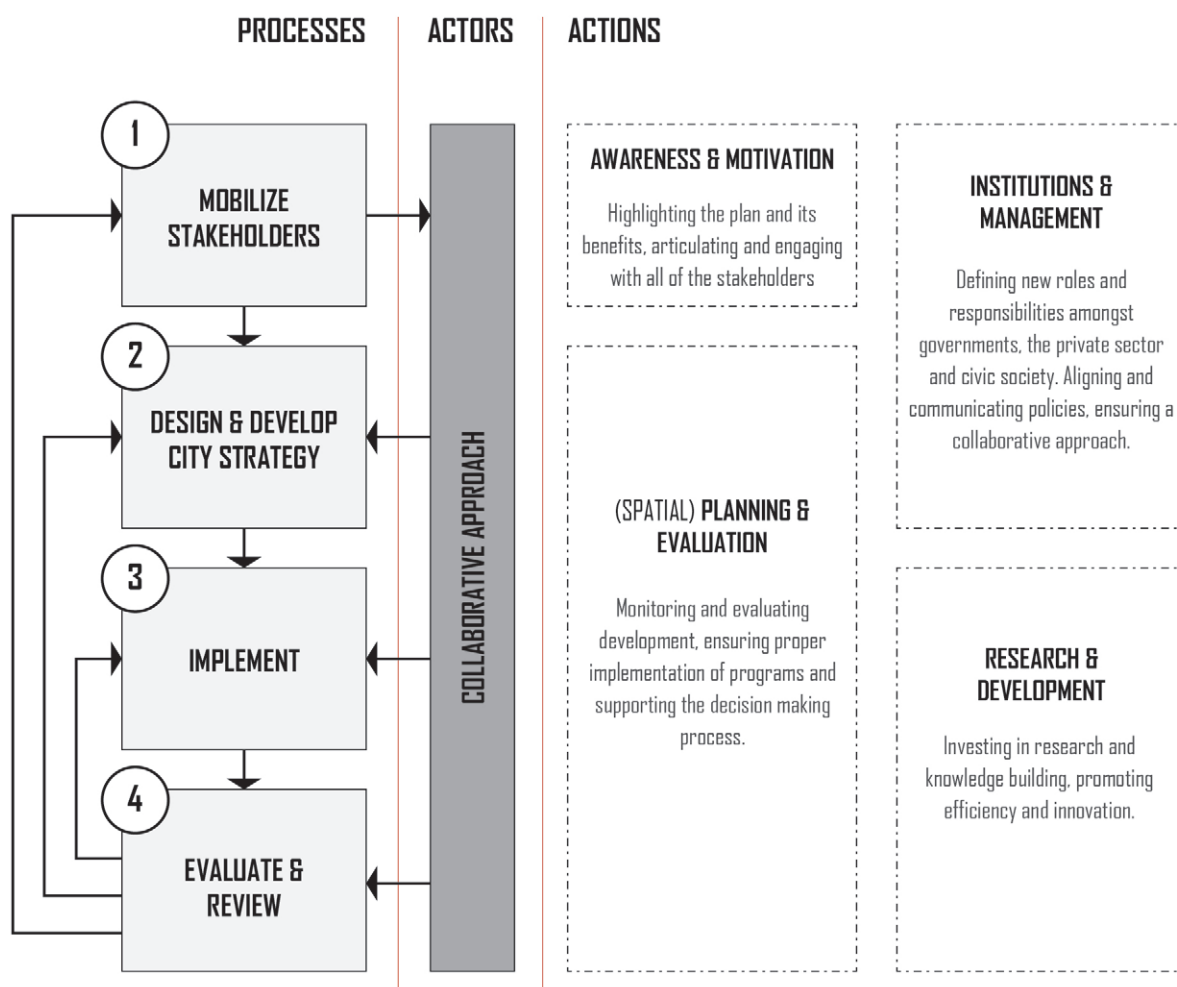 PROCESSES
ACTORS
ACTIONS
1
MOBILIZE
STAKEHOLDERS
2
DESIGN & DEVELOP
CITY STRATEGY
3
IMPLEMENT
4
EVALUATE &
REVIEW
COLLABORATIVE APPROACH
AWARENESS & MOTIVATION
Highlighting the plan and its
benefits, articulating and engaging
with all of the stakeholders
(SPATIAL) PLANNING &
EVALUATION
Monitoring and evaluating
development, ensuring proper
implementation of programs and
supporting the decision making
process.
INSTITUTIONS &
MANAGEMENT
Defining new roles and
responsibilities amongst
governments, the private sector
and civic society. Aligning and
communicating policies, ensuring a
collaborative approach.
RESEARCH &
DEVELOPMENT
Investing in research and
knowledge building, promoting
efficiency and innovation.